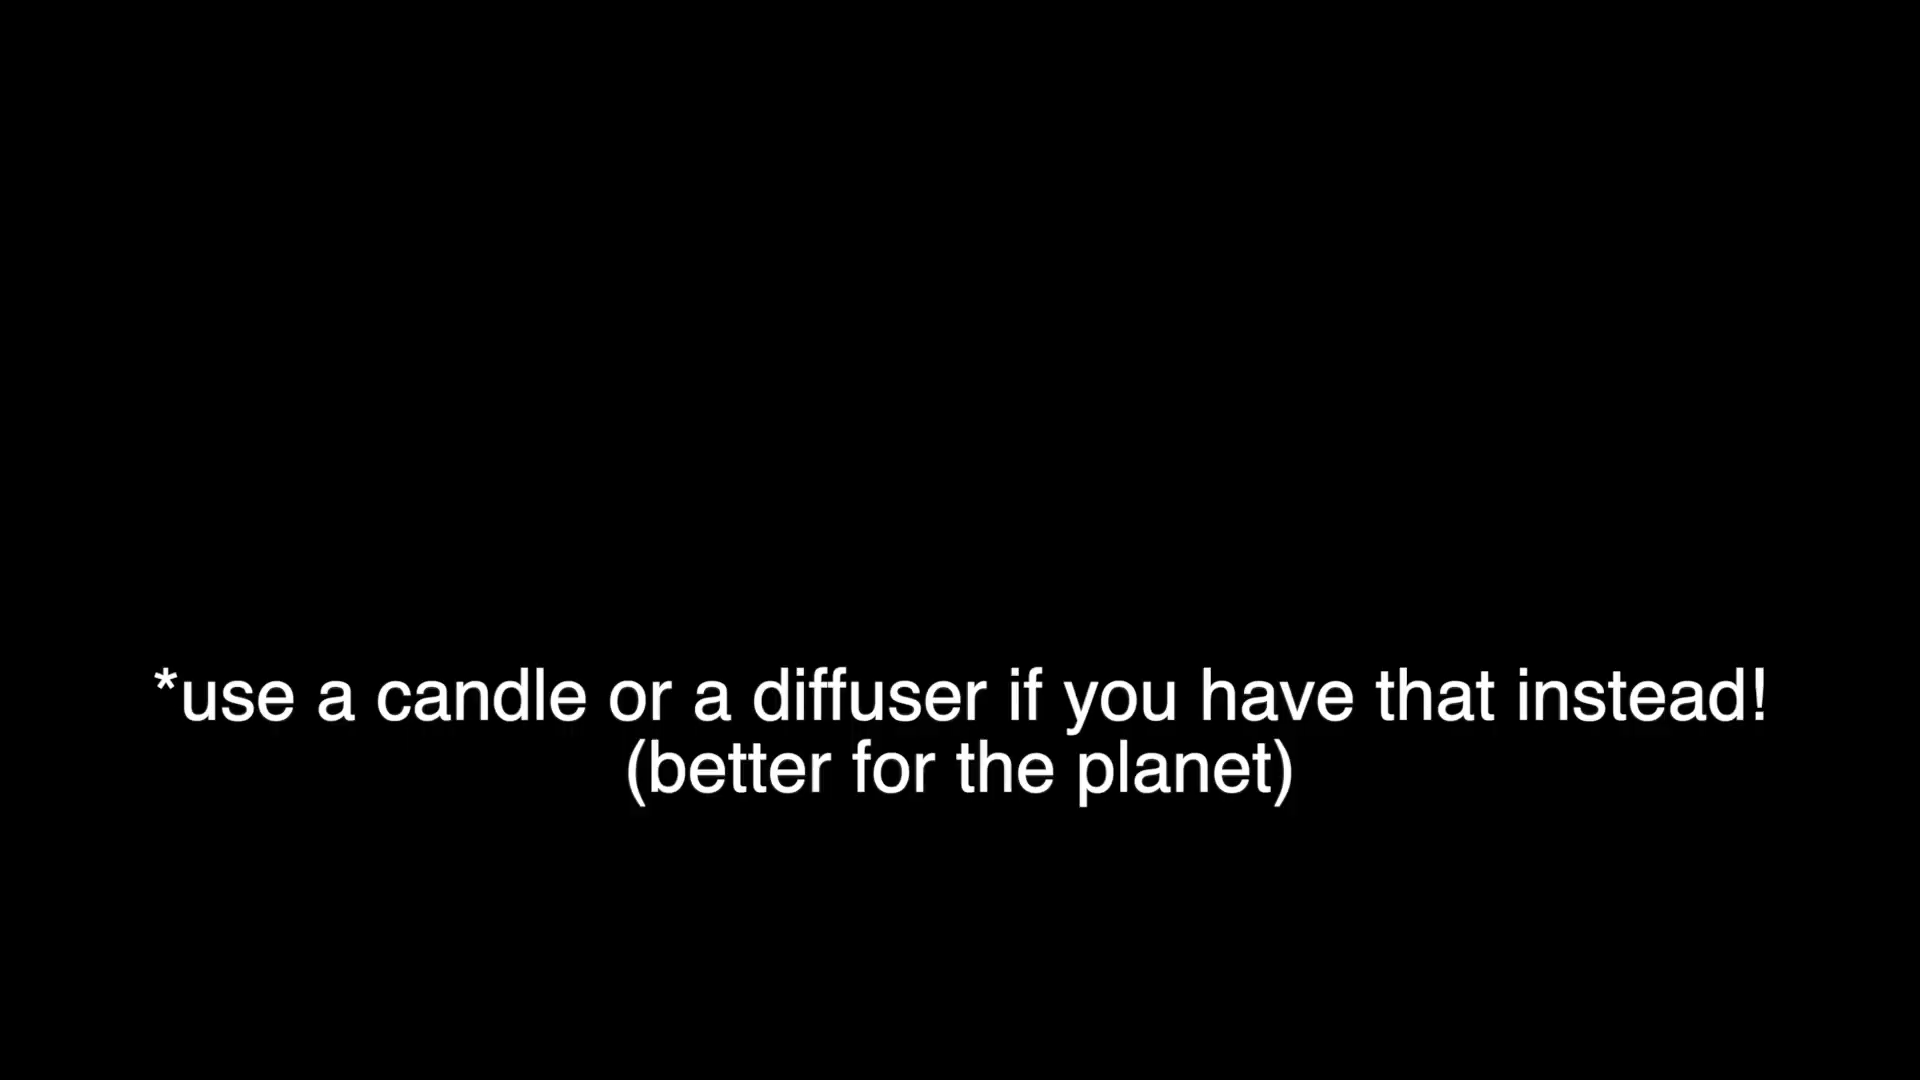 *use a candle or a diffuser if you have that instead!
(better for the planet)